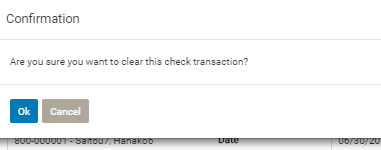 Confirmation
Are you sure you want to clear this check transaction?
Ok Cancel
800-000001 - Saitou7, Hanako6 Date 06/30/20